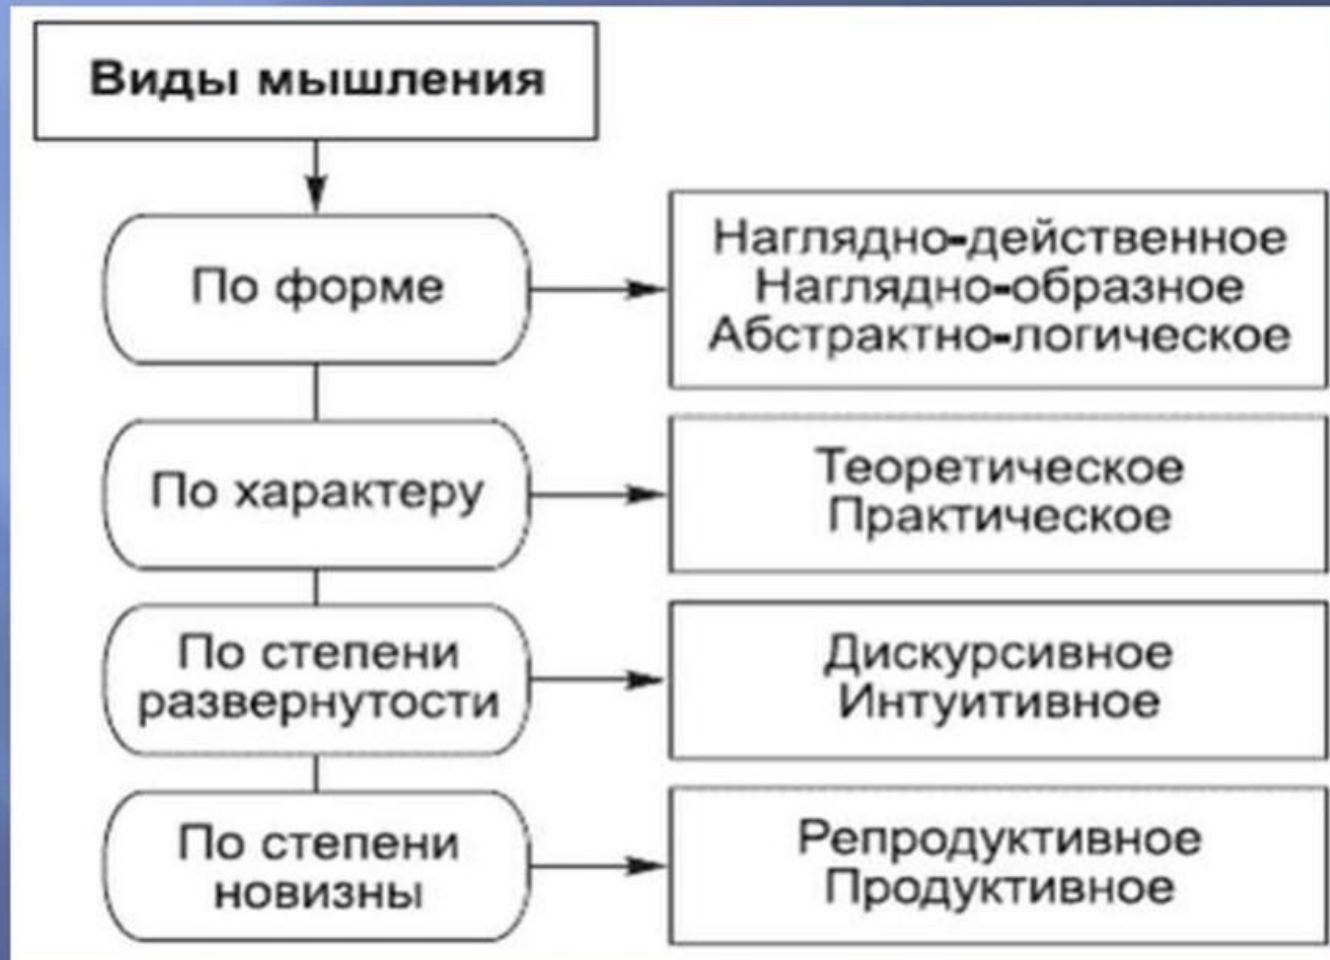 Виды мышления
По форме
Наглядно-действенное
Наглядно-образное
Абстрактно-логическое
По характеру
Теоретическое
Практическое
По степени
развернутости
Дискурсивное
Интуитивное
По степени
новизны
Репродуктивное
Продуктивное